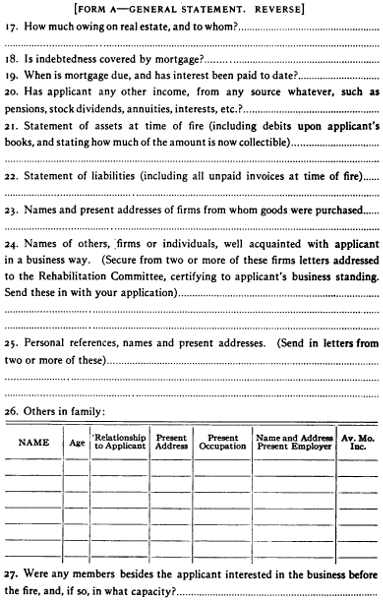 [FORM A—GENERAL STATEMENT. REVERSE]
17. How much owing on real estate, and to whom?
18. Is indebtedness covered by mortgage?
19. When is mortgage due, and has interest been paid to date?
20. Has applicant any other income, from any source whatever, such as
pensions, stock dividends, annuities, interests, etc.?
21. Statement of assets at time of fire (including debits upon applicant's
books, and stating how much of the amount is now collectible)
22. Statement of liabilities (including all unpaid invoices at time of fire)
23. Names and present addresses of firms from whom goods were purchased
24. Names of others, firms or individuals, well acquainted with applicant
in a business way. (Secure from two or more of these firms letters addressed
to the Rehabilitation Committee, certifying to applicant's business standing.
Send these in with your application)
25. Personal references, names and present addresses. (Send in letters from
two or more of these)
26. Others in family:
NAME Age Relationship to Applicant Present Address Present Occupation Name and Address Present Employer Av. Mo. Inc.
27. Were any members besides the applicant interested in the business before
the fire, and, if so, in what capacity?